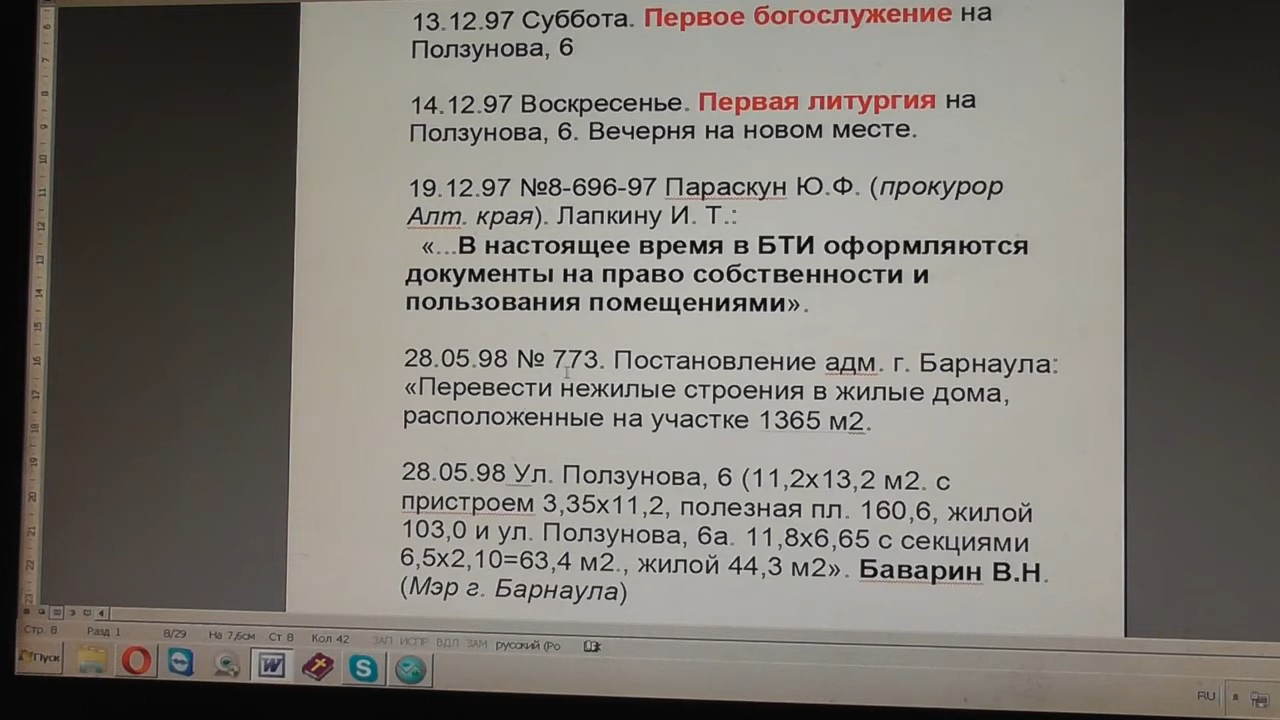 13.12.97 Суббота. Первое богослужение на
Ползунова, 6
14.12.97 Воскресенье. Первая литургия на
Ползунова, 6. Вечерня на новом месте.
19.12.97 №8-696-97 Параскун Ю.Ф. (прокурор
Алт. края). Лапкину И. Т.:
«...В настоящее время в БТИ оформляются
документы на право собственности и
пользования помещениями».
28.05.98 № 773. Постановление адм. г. Барнаула:
«Перевести нежилые строения в жилые дома,
расположенные на участке 1365 м2.
28.05.98 Ул. Ползунова, 6 (11,2х13,2 м2. с
пристроем 3,35х11,2, полезная пл. 160,6, жилой
103,0 и ул. Ползунова, 6а. 11,8х6,65 с секциями
6,5х2,10=63,4 м2., жилой 44,3 м2». Баварин В.Н.
(Мэр г. Барнаула)
Стр. 8 Разд 1 8/29 На 7,6см Ст 8 Кол 42 ЗАП ИСПР ВДЛ ЗАМ русский (Ро
Пуск
RU